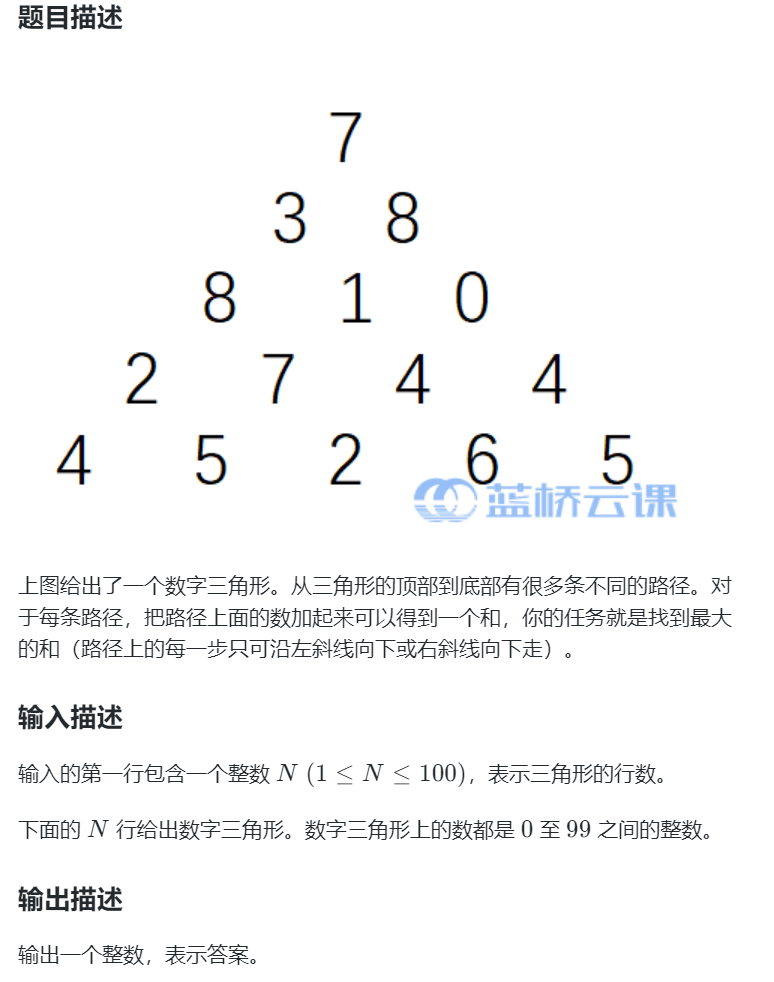 题目描述
7
3 8
8 1 0
2 7 4 4
4 5 2 6 5
蓝桥云课
上图给出了一个数字三角形。从三角形的顶部到底部有很多条不同的路径。对
于每条路径，把路径上面的数加起来可以得到一个和，你的任务就是找到最大
的和（路径上的每一步只可沿左斜线向下或右斜线向下走）。
输入描述
输入的第一行包含一个整数 N (1 ≤ N ≤ 100)，表示三角形的行数。
下面的 N 行给出数字三角形。数字三角形上的数都是 0 至 99 之间的整数。
输出描述
输出一个整数，表示答案。